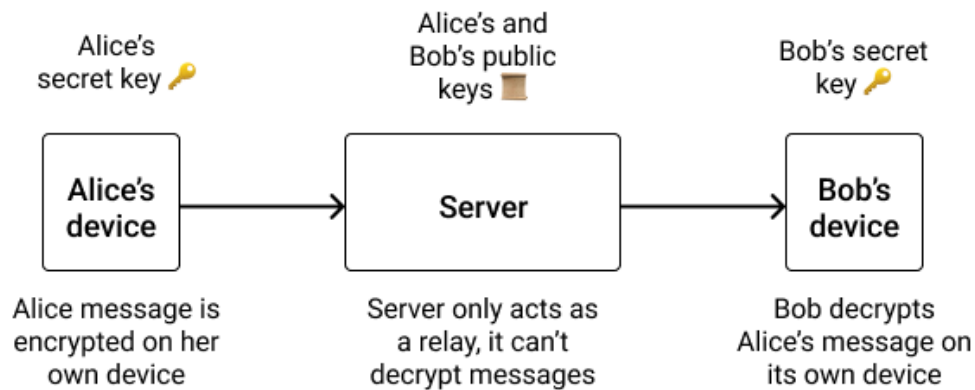 Alice’s
secret key 🔑
Alice’s and
Bob’s public
keys 📜
Bob’s secret
key 🔑
Alice’s
device
Server
Bob’s
device
Alice message is
encrypted on her
own device
Server only acts as
a relay, it can’t
decrypt messages
Bob decrypts
Alice’s message on
its own device